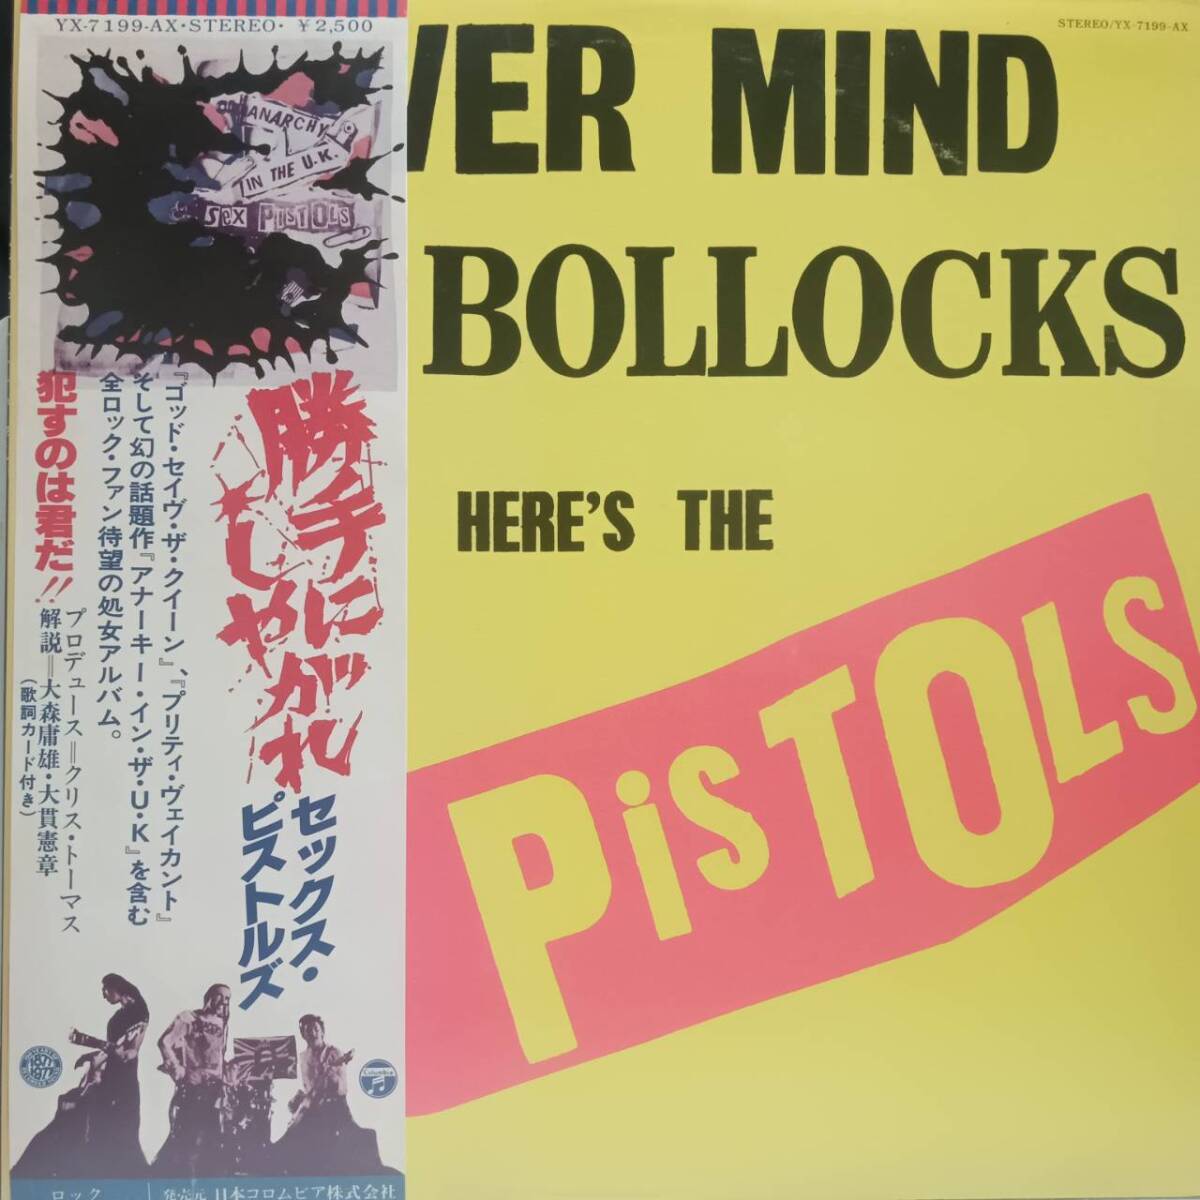 YX-7199-AX・STEREO・ ¥2,500
ANARCHY
IN THE U.K.
SEX PISTOLS
勝手に
しやがれ
セックス・
ピストルズ
『ゴッド・セイヴ・ザ・クイーン』、『プリティ・ヴェイカント』
そして幻の話題作『アナーキー・イン・ザ・U・K』を含む
全ロック・ファン待望の処女アルバム。
犯すのは君だ!!
プロデュース=クリス・トーマス
解説=大森庸雄・大貫憲章
(歌詞カード付き)
1877
1977
Columbia
ロック
発売元 日本コロムビア株式会社
STEREO/YX-7199-AX
VER MIND
BOLLOCKS
HERE'S THE
PiSTOLS